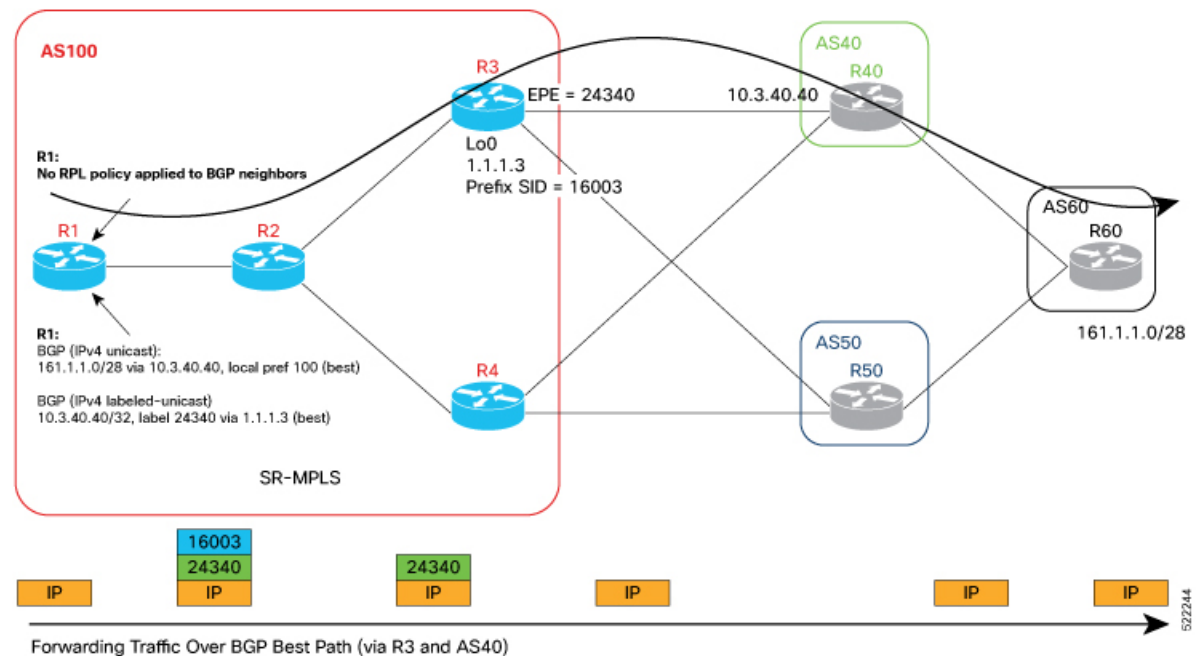 AS100
R3
EPE = 24340
10.3.40.40
AS40
R40
Lo0
1.1.1.3
Prefix SID = 16003
R1:
No RPL policy applied to BGP neighbors
R1
R2
AS60
R60
161.1.1.0/28
R1:
BGP (IPv4 unicast):
161.1.1.0/28 via 10.3.40.40, local pref 100 (best)
BGP (IPv4 labeled-unicast)
10.3.40.40/32, label 24340 via 1.1.1.3 (best)
R4
AS50
R50
SR-MPLS
16003
24340
24340
IP
IP
IP
IP
IP
IP
522244
Forwarding Traffic Over BGP Best Path (via R3 and AS40)